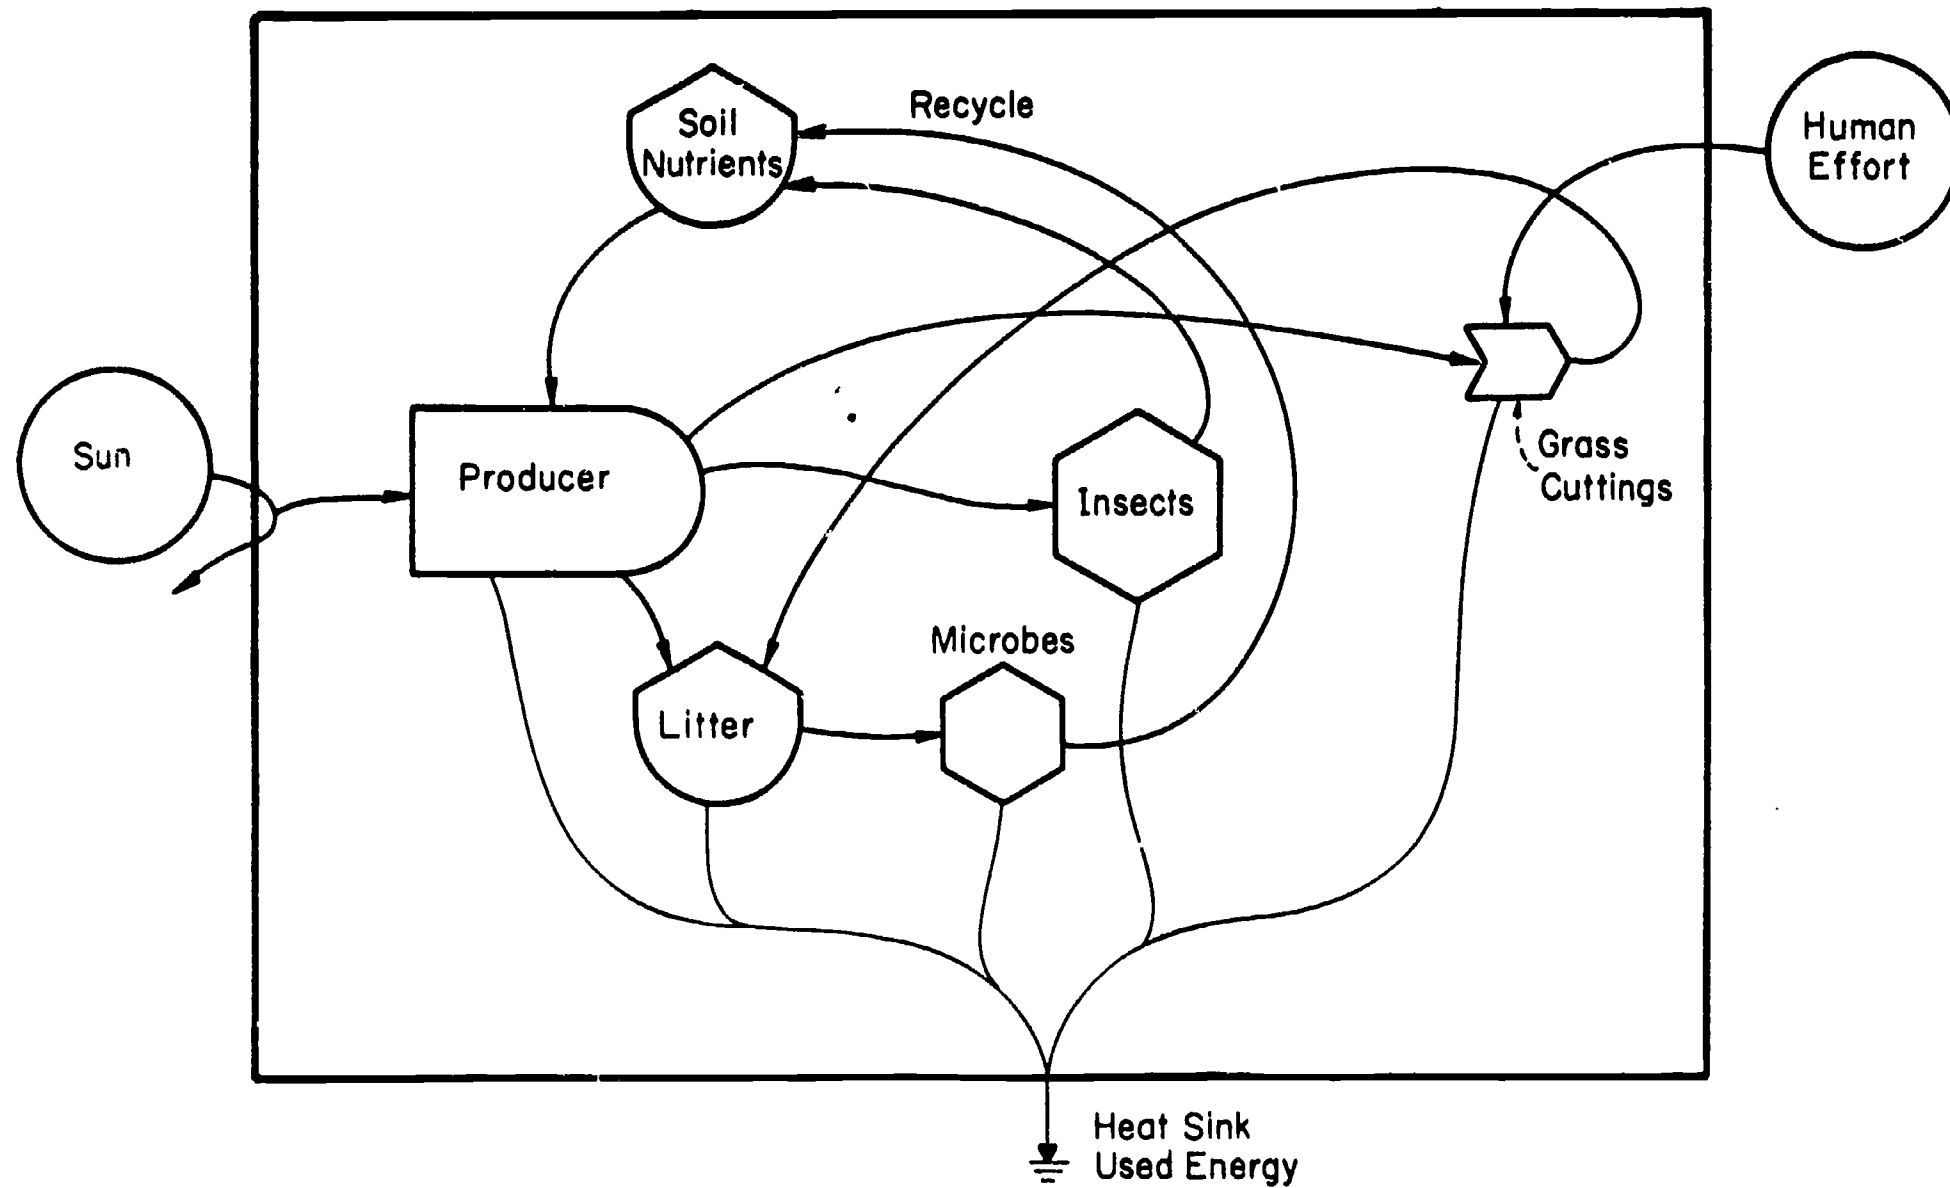 Recycle
Soil
Nutrients
Human
Effort
Sun
Producer
Insects
Grass
Cuttings
Microbes
Litter
Heat Sink
Used Energy